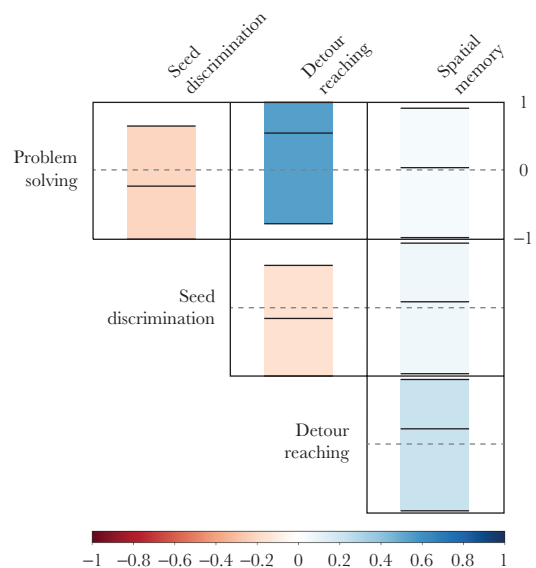 Seed
discrimination
Detour
reaching
Spatial
memory
Problem
solving
1
0
−1
Seed
discrimination
Detour
reaching
−1 −0.8 −0.6 −0.4 −0.2 0 0.2 0.4 0.6 0.8 1